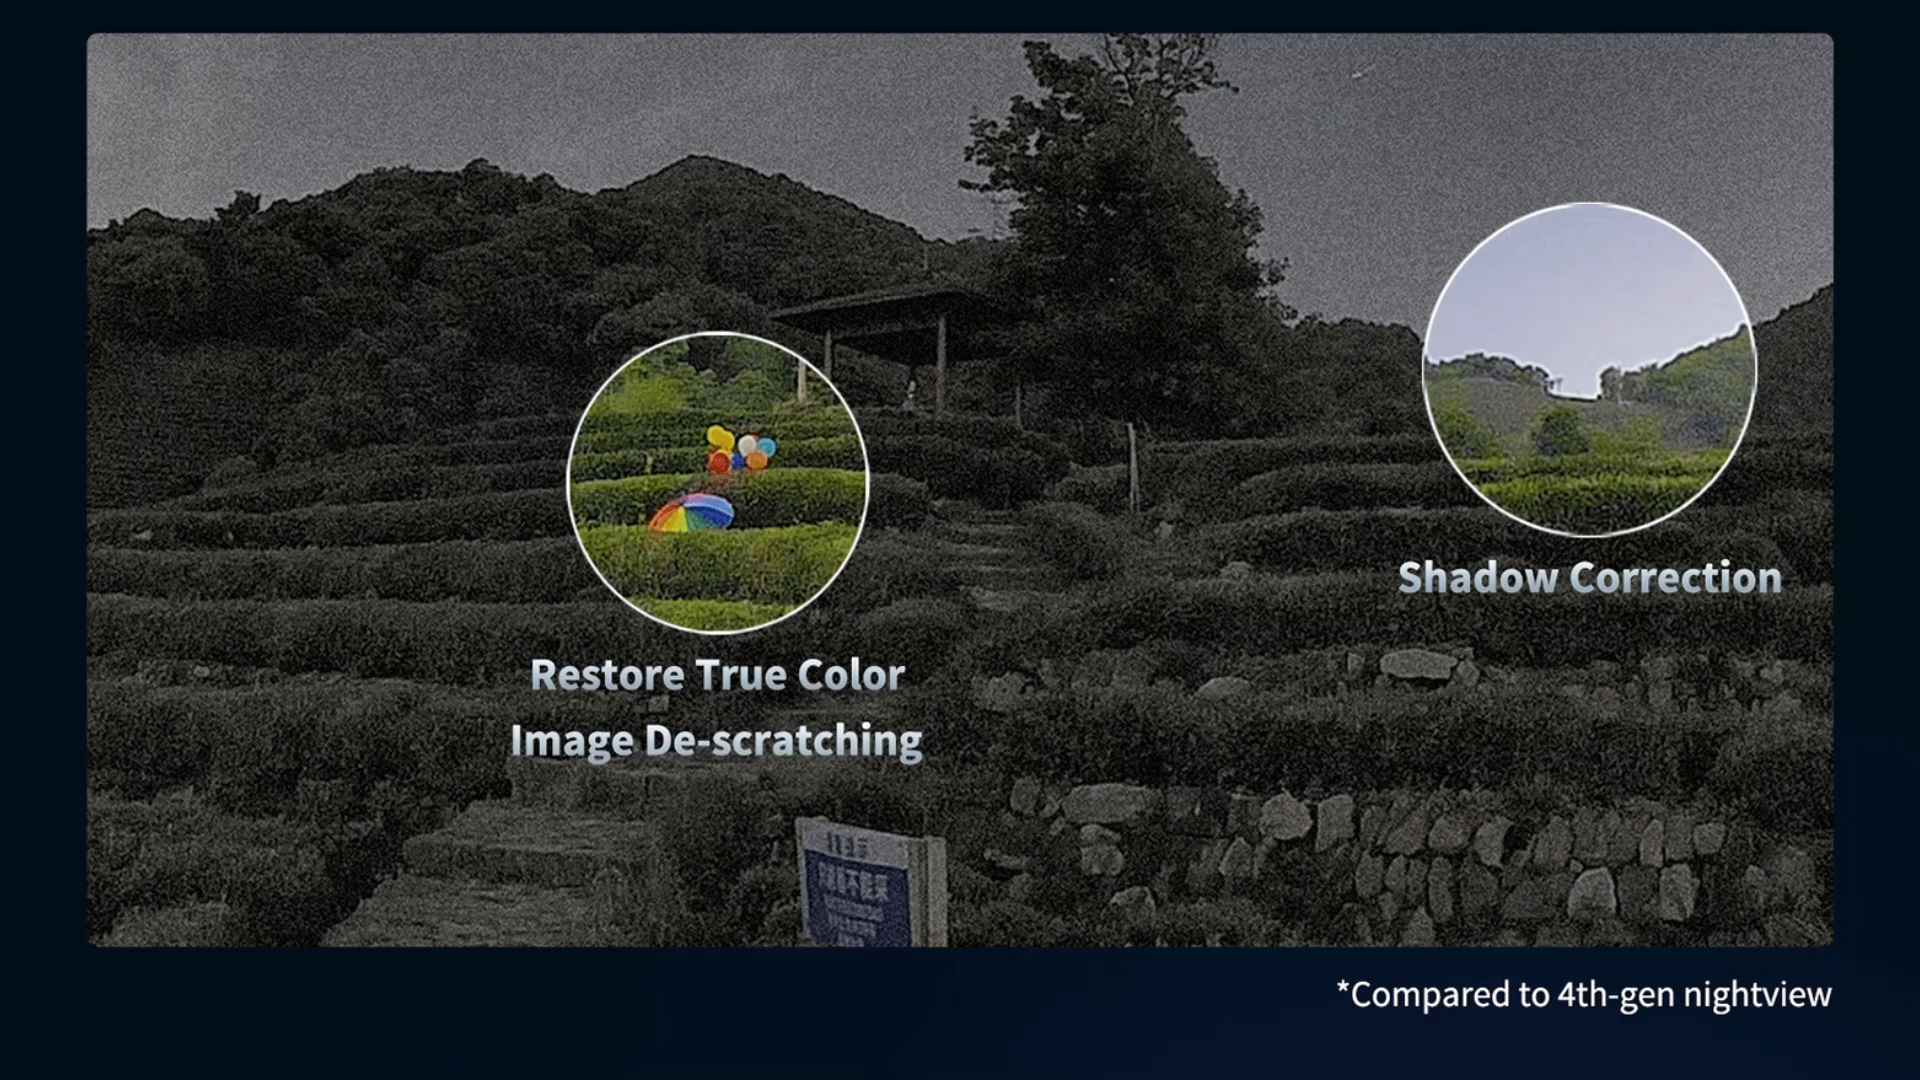 Shadow Correction
Restore True Color
Image De-scratching
*Compared to 4th-gen nightview